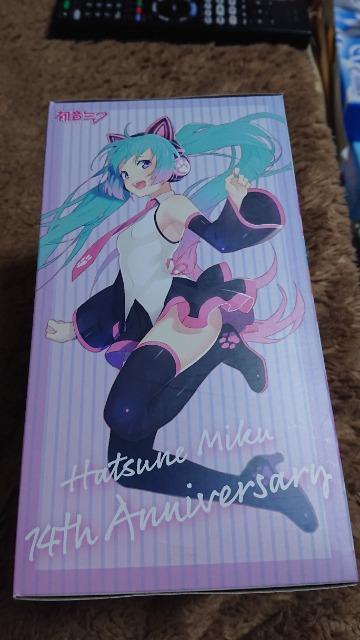 初音ミク
Hatsune Miku
14th Anniversary